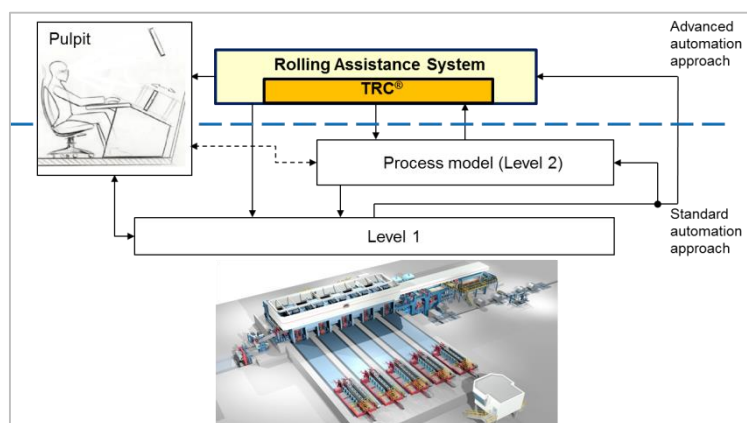 Pulpit
Advanced
automation
approach
Rolling Assistance System
TRC®
Process model (Level 2)
Standard
automation
approach
Level 1